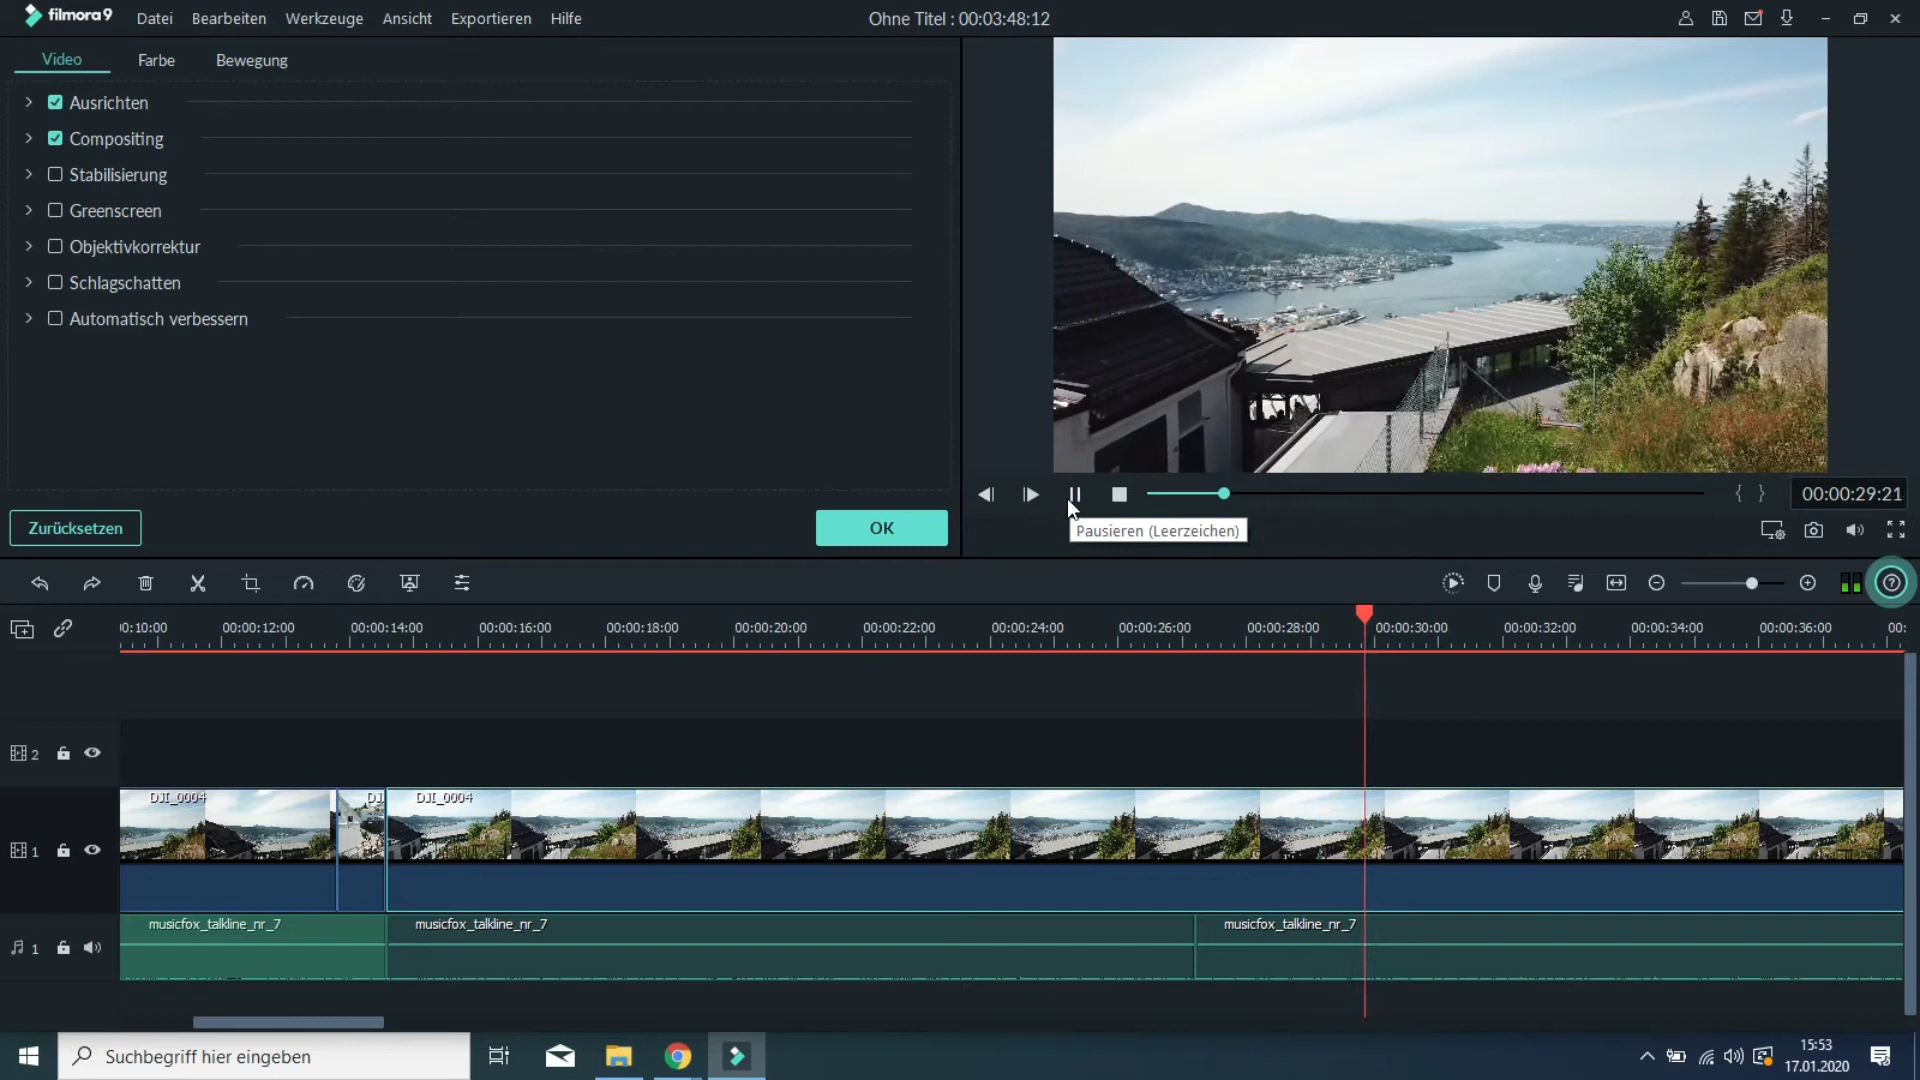 filmora9 Datei Bearbeiten Werkzeuge Ansicht Exportieren Hilfe Ohne Titel : 00:03:48:12
Video Farbe Bewegung
Ausrichten
Compositing
Stabilisierung
Greenscreen
Objektivkorrektur
Schlagschatten
Automatisch verbessern
00:00:29:21
Pausieren (Leerzeichen)
Zurücksetzen OK
0:10:00 00:00:12:00 00:00:14:00 00:00:16:00 00:00:18:00 00:00:20:00 00:00:22:00 00:00:24:00 00:00:26:00 00:00:28:00 00:00:30:00 00:00:32:00 00:00:34:00 00:00:36:00 00:
2
DJI_0004 DJ DJI_0004
1
musicfox_talkline_nr_7 musicfox_talkline_nr_7 musicfox_talkline_nr_7
1
Suchbegriff hier eingeben
15:53
17.01.2020